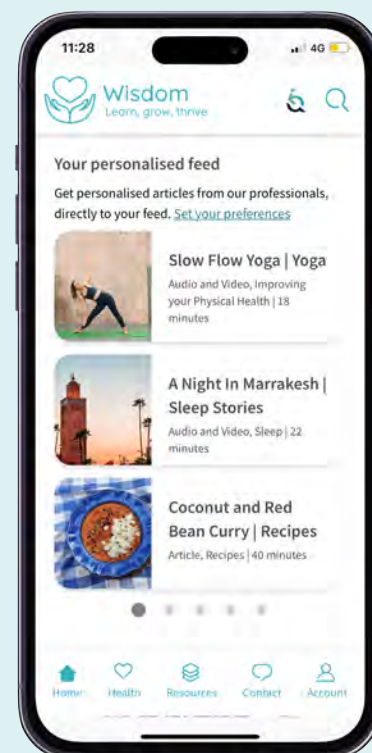 11:28
4G
Wisdom
Learn, grow, thrive
Your personalised feed
Get personalised articles from our professionals,
directly to your feed. Set your preferences
Slow Flow Yoga | Yoga
Audio and Video, Improving
your Physical Health | 18
minutes
A Night In Marrakesh |
Sleep Stories
Audio and Video, Sleep | 22
minutes
Coconut and Red
Bean Curry | Recipes
Article, Recipes | 40 minutes
Home Health Resources Contact Account